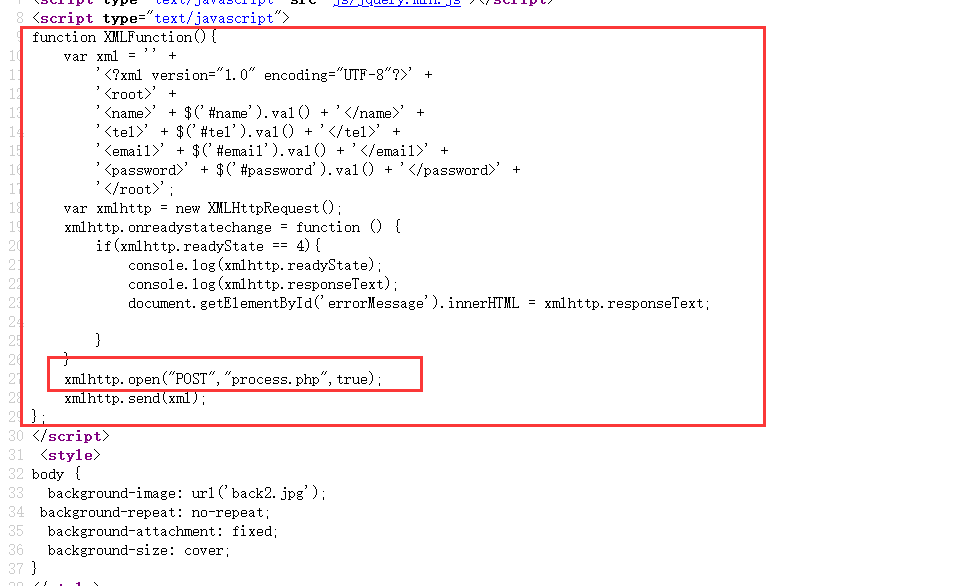 <script type="text/javascript" src="js/jquery.min.js"></script>
8 <script type="text/javascript">
9 function XMLFunction(){
10 var xml = '' +
11 '<?xml version="1.0" encoding="UTF-8"?>' +
12 '<root>' +
13 '<name>' + $('#name').val() + '</name>' +
14 '<tel>' + $('#tel').val() + '</tel>' +
15 '<email>' + $('#email').val() + '</email>' +
16 '<password>' + $('#password').val() + '</password>' +
17 '</root>';
18 var xmlhttp = new XMLHttpRequest();
19 xmlhttp.onreadystatechange = function () {
20 if(xmlhttp.readyState == 4){
21 console.log(xmlhttp.readyState);
22 console.log(xmlhttp.responseText);
23 document.getElementById('errorMessage').innerHTML = xmlhttp.responseText;
24
25 }
26 }
27 xmlhttp.open("POST","process.php",true);
28 xmlhttp.send(xml);
29 };
30 </script>
31 <style>
32 body {
33 background-image: url('back2.jpg');
34 background-repeat: no-repeat;
35 background-attachment: fixed;
36 background-size: cover;
37 }